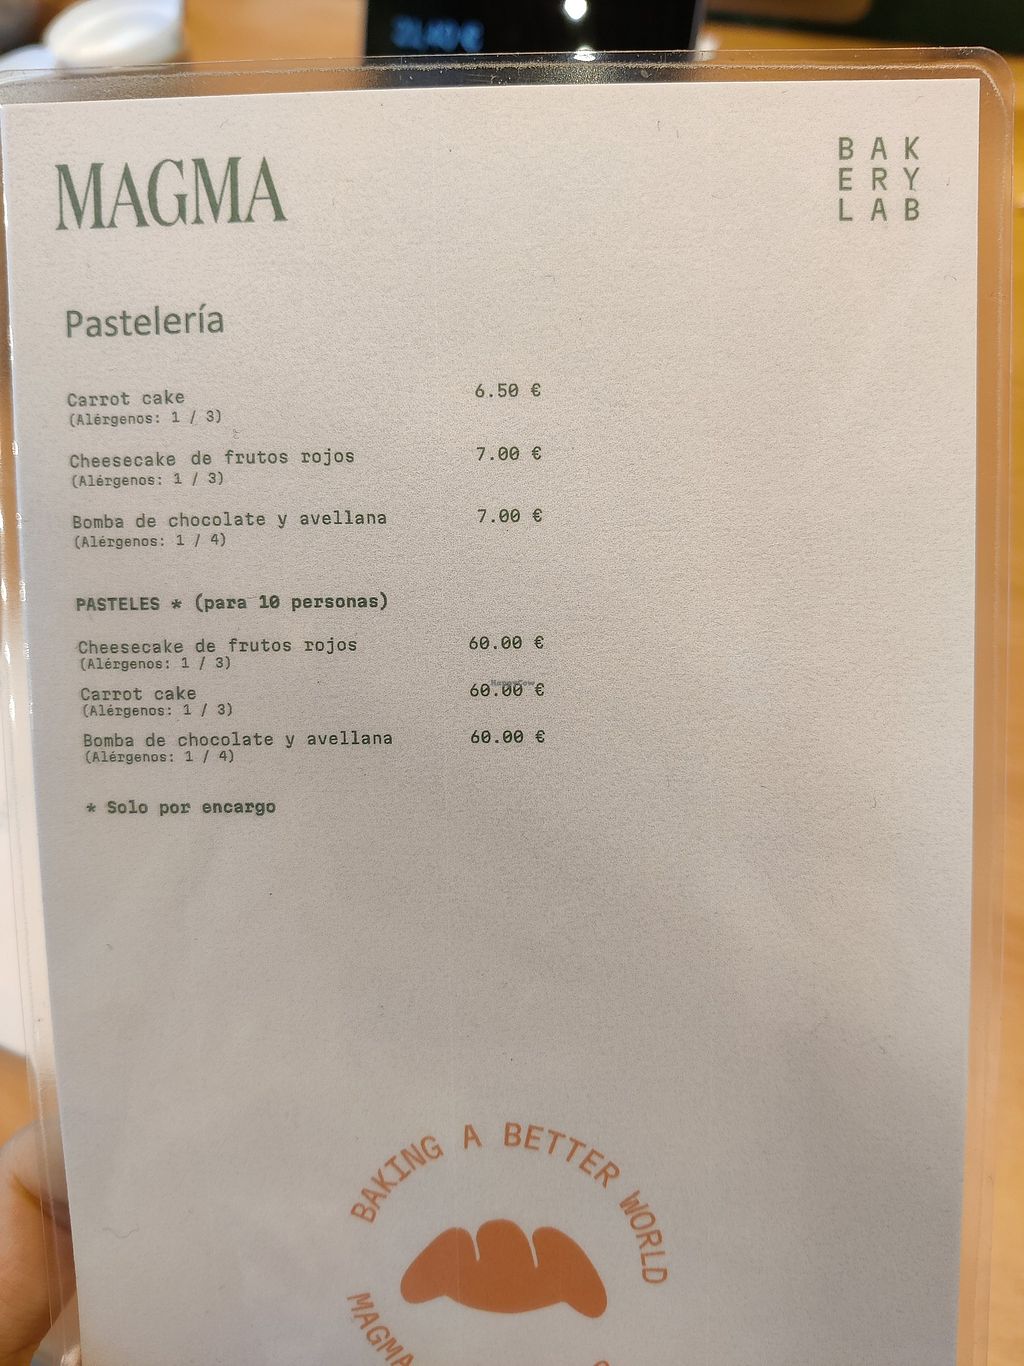 MAGMA
BAK
ERY
LAB
Pastelería
Carrot cake 6.50 €
(Alérgenos: 1 / 3)
Cheesecake de frutos rojos 7.00 €
(Alérgenos: 1 / 3)
Bomba de chocolate y avellana 7.00 €
(Alérgenos: 1 / 4)
PASTELES * (para 10 personas)
Cheesecake de frutos rojos 60.00 €
(Alérgenos: 1 / 3)
Carrot cake 60.00 €
(Alérgenos: 1 / 3)
HappyCow
Bomba de chocolate y avellana 60.00 €
(Alérgenos: 1 / 4)
* Solo por encargo
BAKING A BETTER WORLD
MAGMA